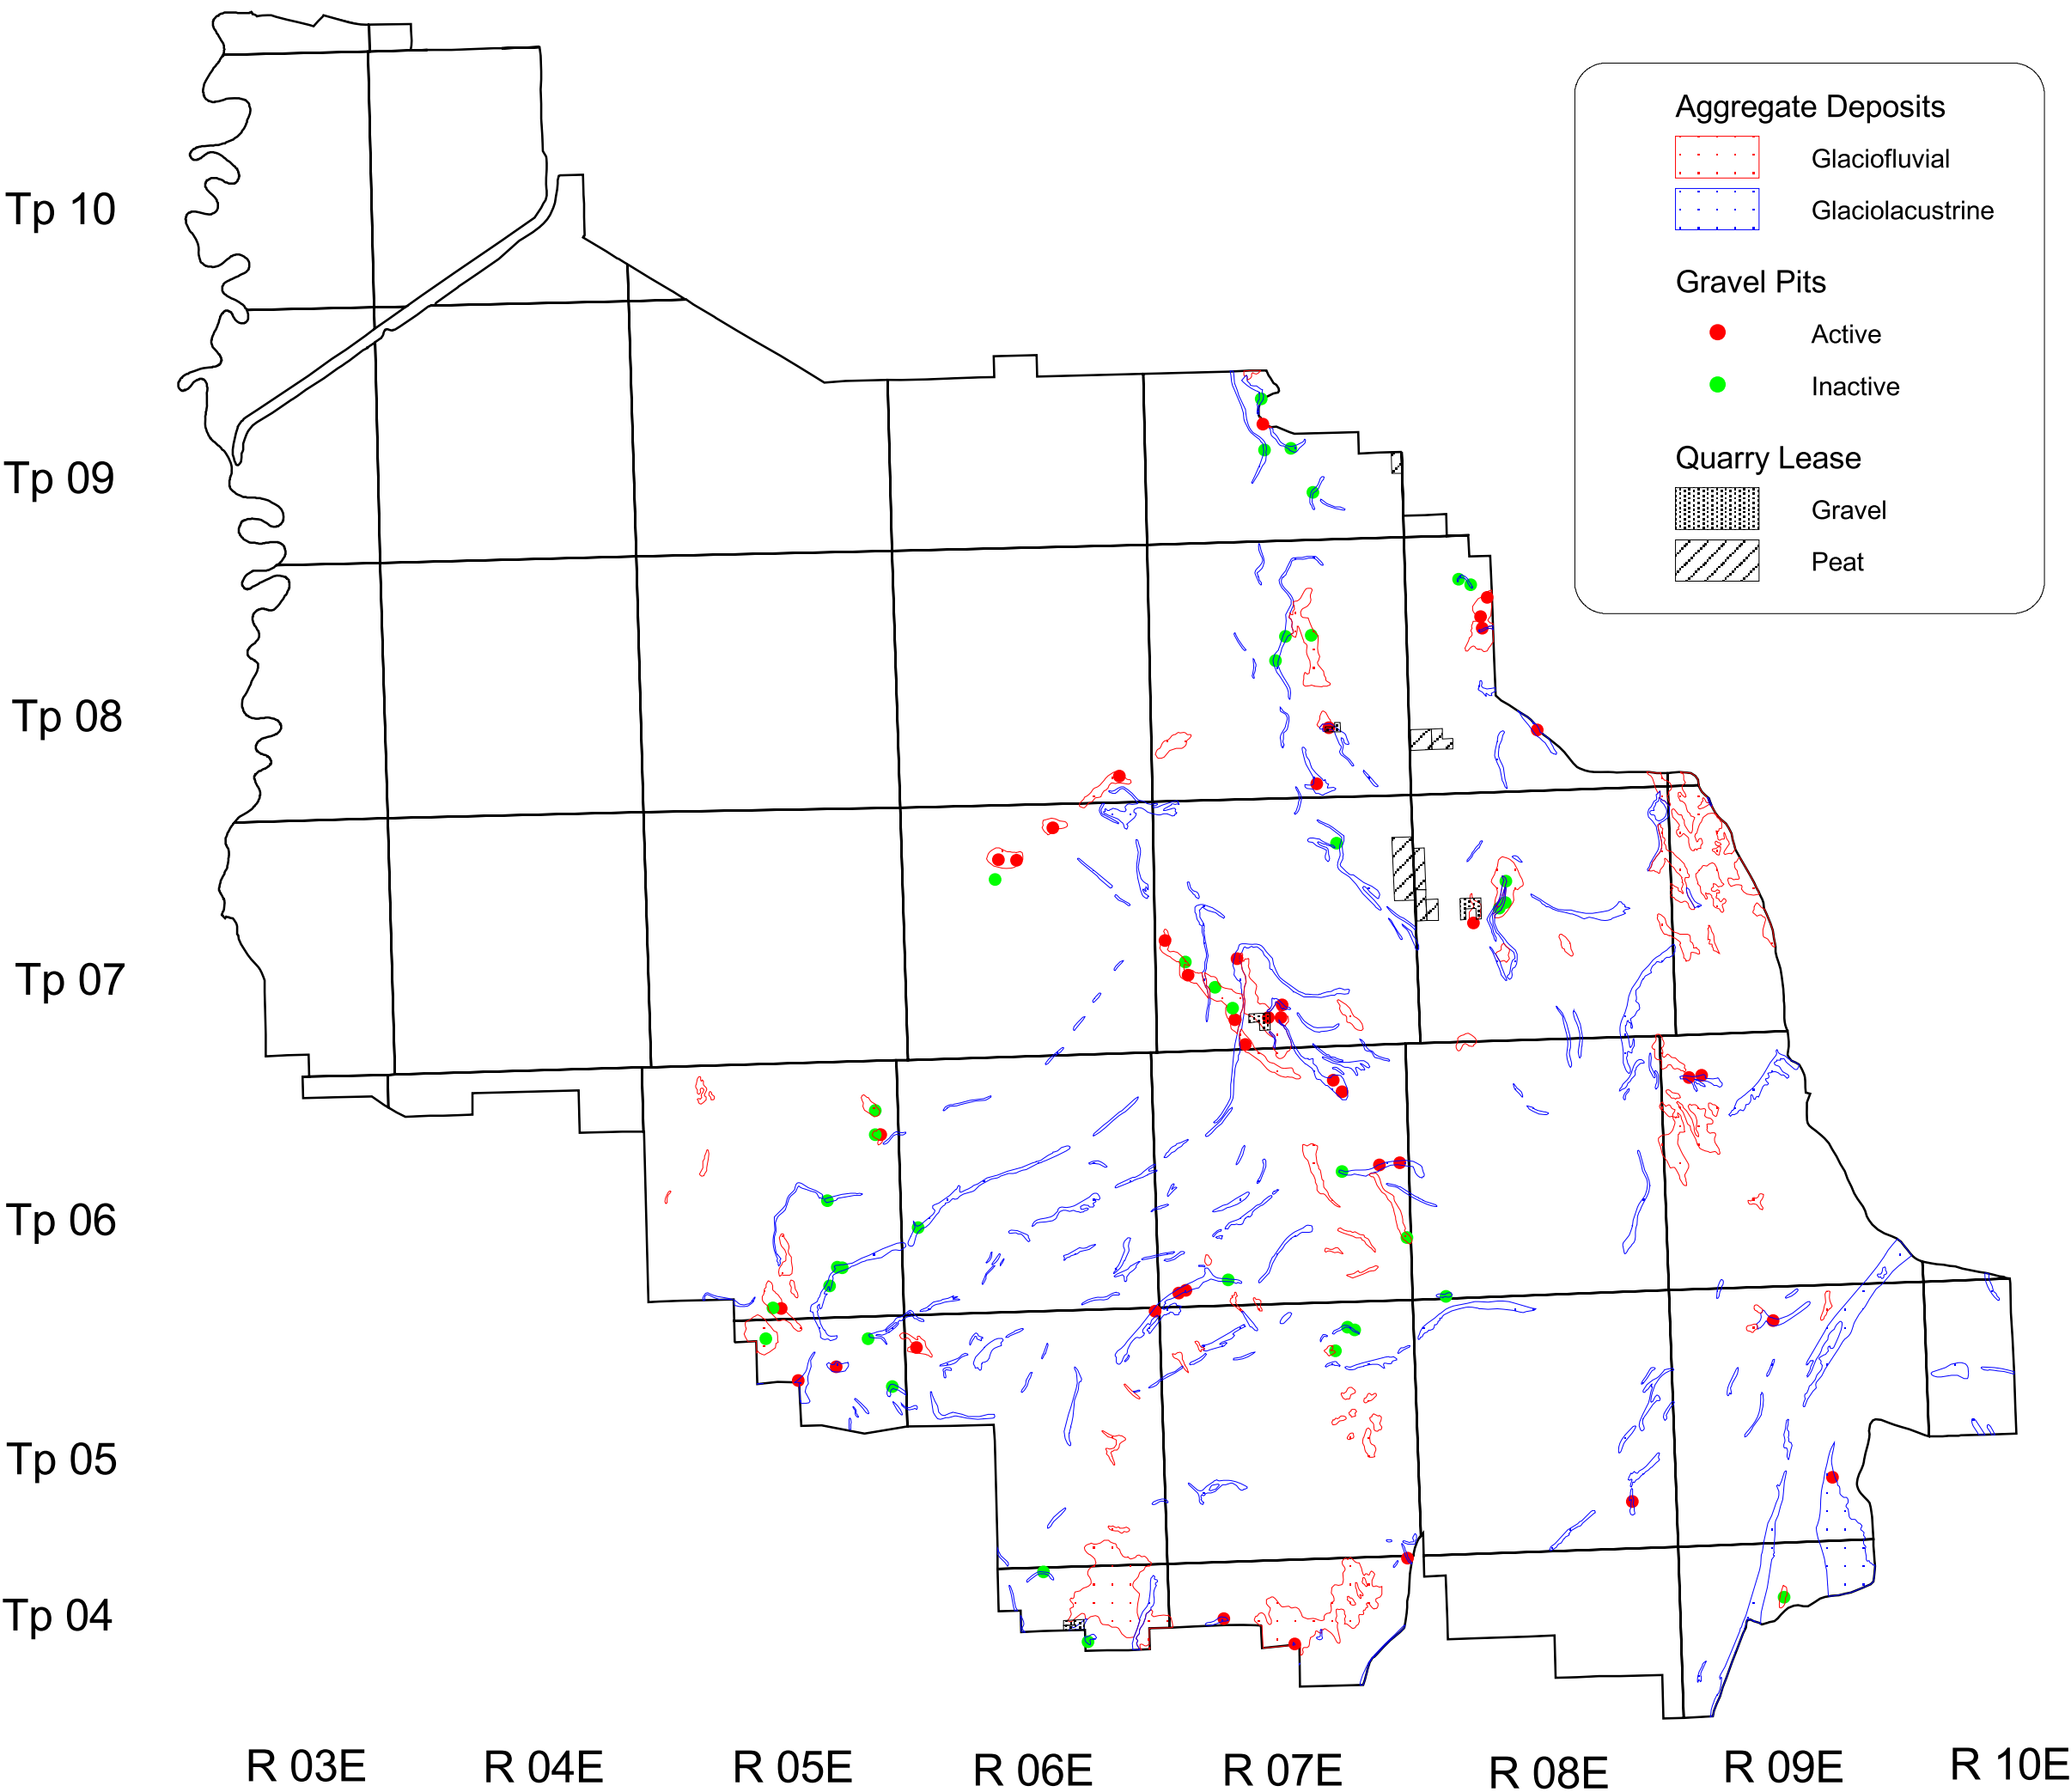 Aggregate Deposits
Glaciofluvial
Glaciolacustrine
Gravel Pits
Active
Inactive
Quarry Lease
Gravel
Peat
Tp 10
Tp 09
Tp 08
Tp 07
Tp 06
Tp 05
Tp 04
R 03E R 04E R 05E R 06E R 07E R 08E R 09E R 10E